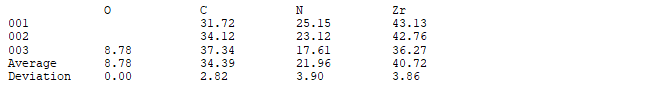 O C N Zr
001 31.72 25.15 43.13
002 34.12 23.12 42.76
003 8.78 37.34 17.61 36.27
Average 8.78 34.39 21.96 40.72
Deviation 0.00 2.82 3.90 3.86